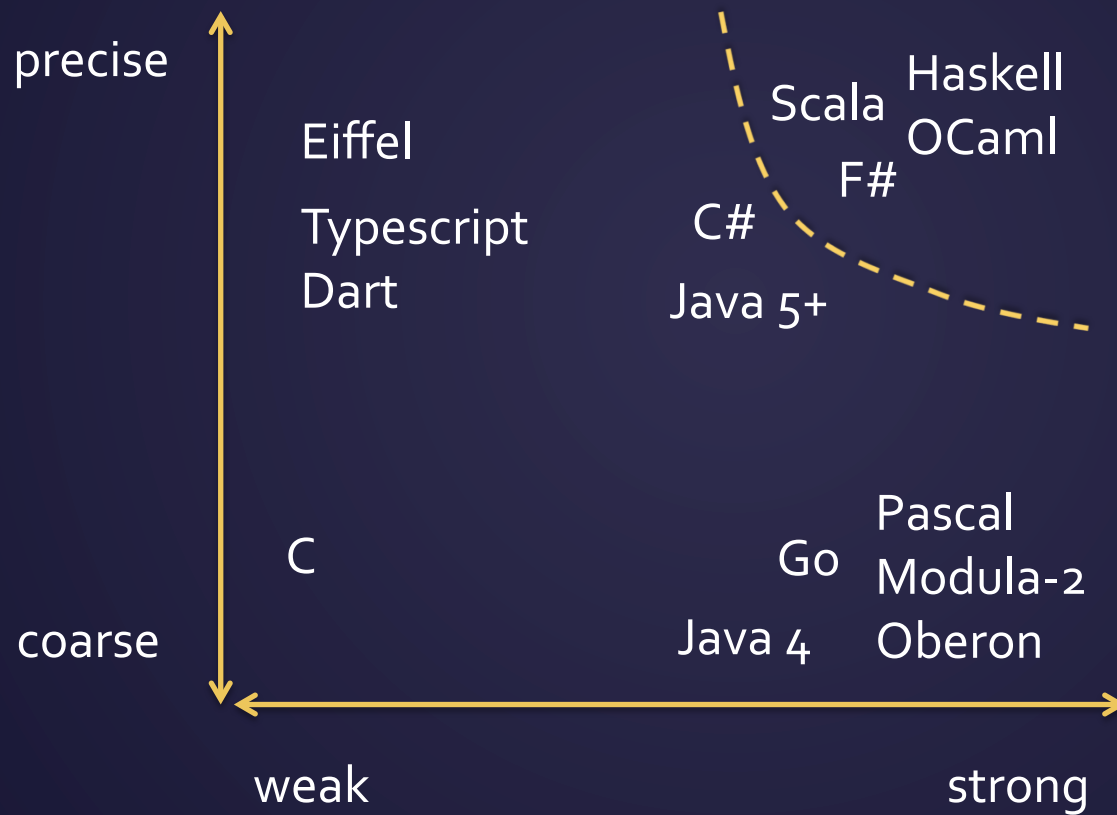 precise
Haskell
Scala
OCaml
Eiffel
F#
Typescript
C#
Dart
Java 5+
Pascal
C
Go
Modula-2
coarse
Java 4
Oberon
weak
strong